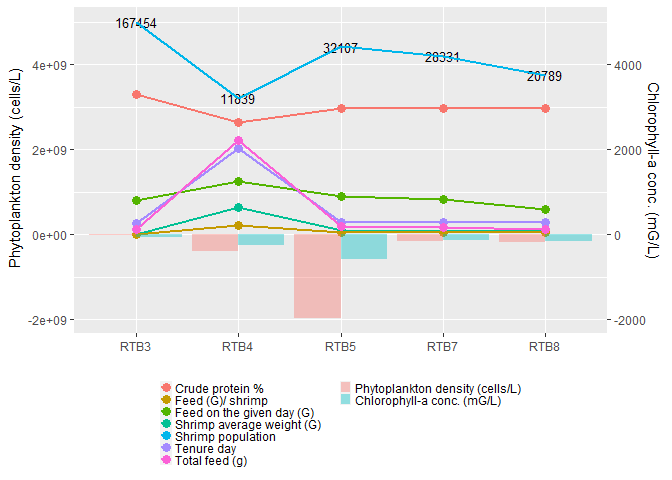 167454
11839
32107
28331
20789
4e+09
2e+09
0e+00
-2e+09
Phytoplankton density (cells/L)
4000
2000
0
-2000
Chlorophyll-a conc. (mG/L)
RTB3 RTB4 RTB5 RTB7 RTB8
Crude protein %
Feed (G)/ shrimp
Feed on the given day (G)
Shrimp average weight (G)
Shrimp population
Tenure day
Total feed (g)
Phytoplankton density (cells/L)
Chlorophyll-a conc. (mG/L)